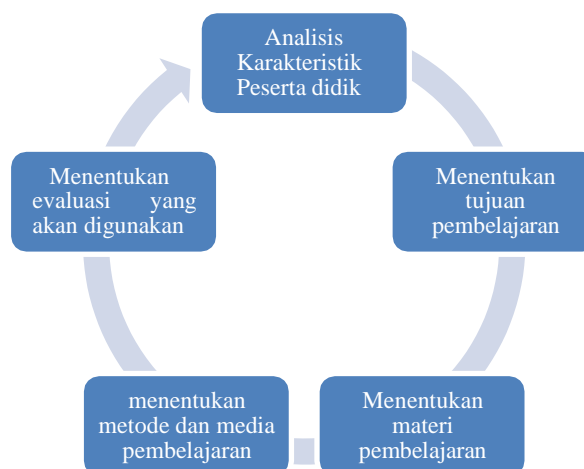 Analisis
Karakteristik
Peserta didik
Menentukan
tujuan
pembelajaran
Menentukan
materi
pembelajaran
menentukan
metode dan media
pembelajaran
Menentukan
evaluasi yang
akan digunakan